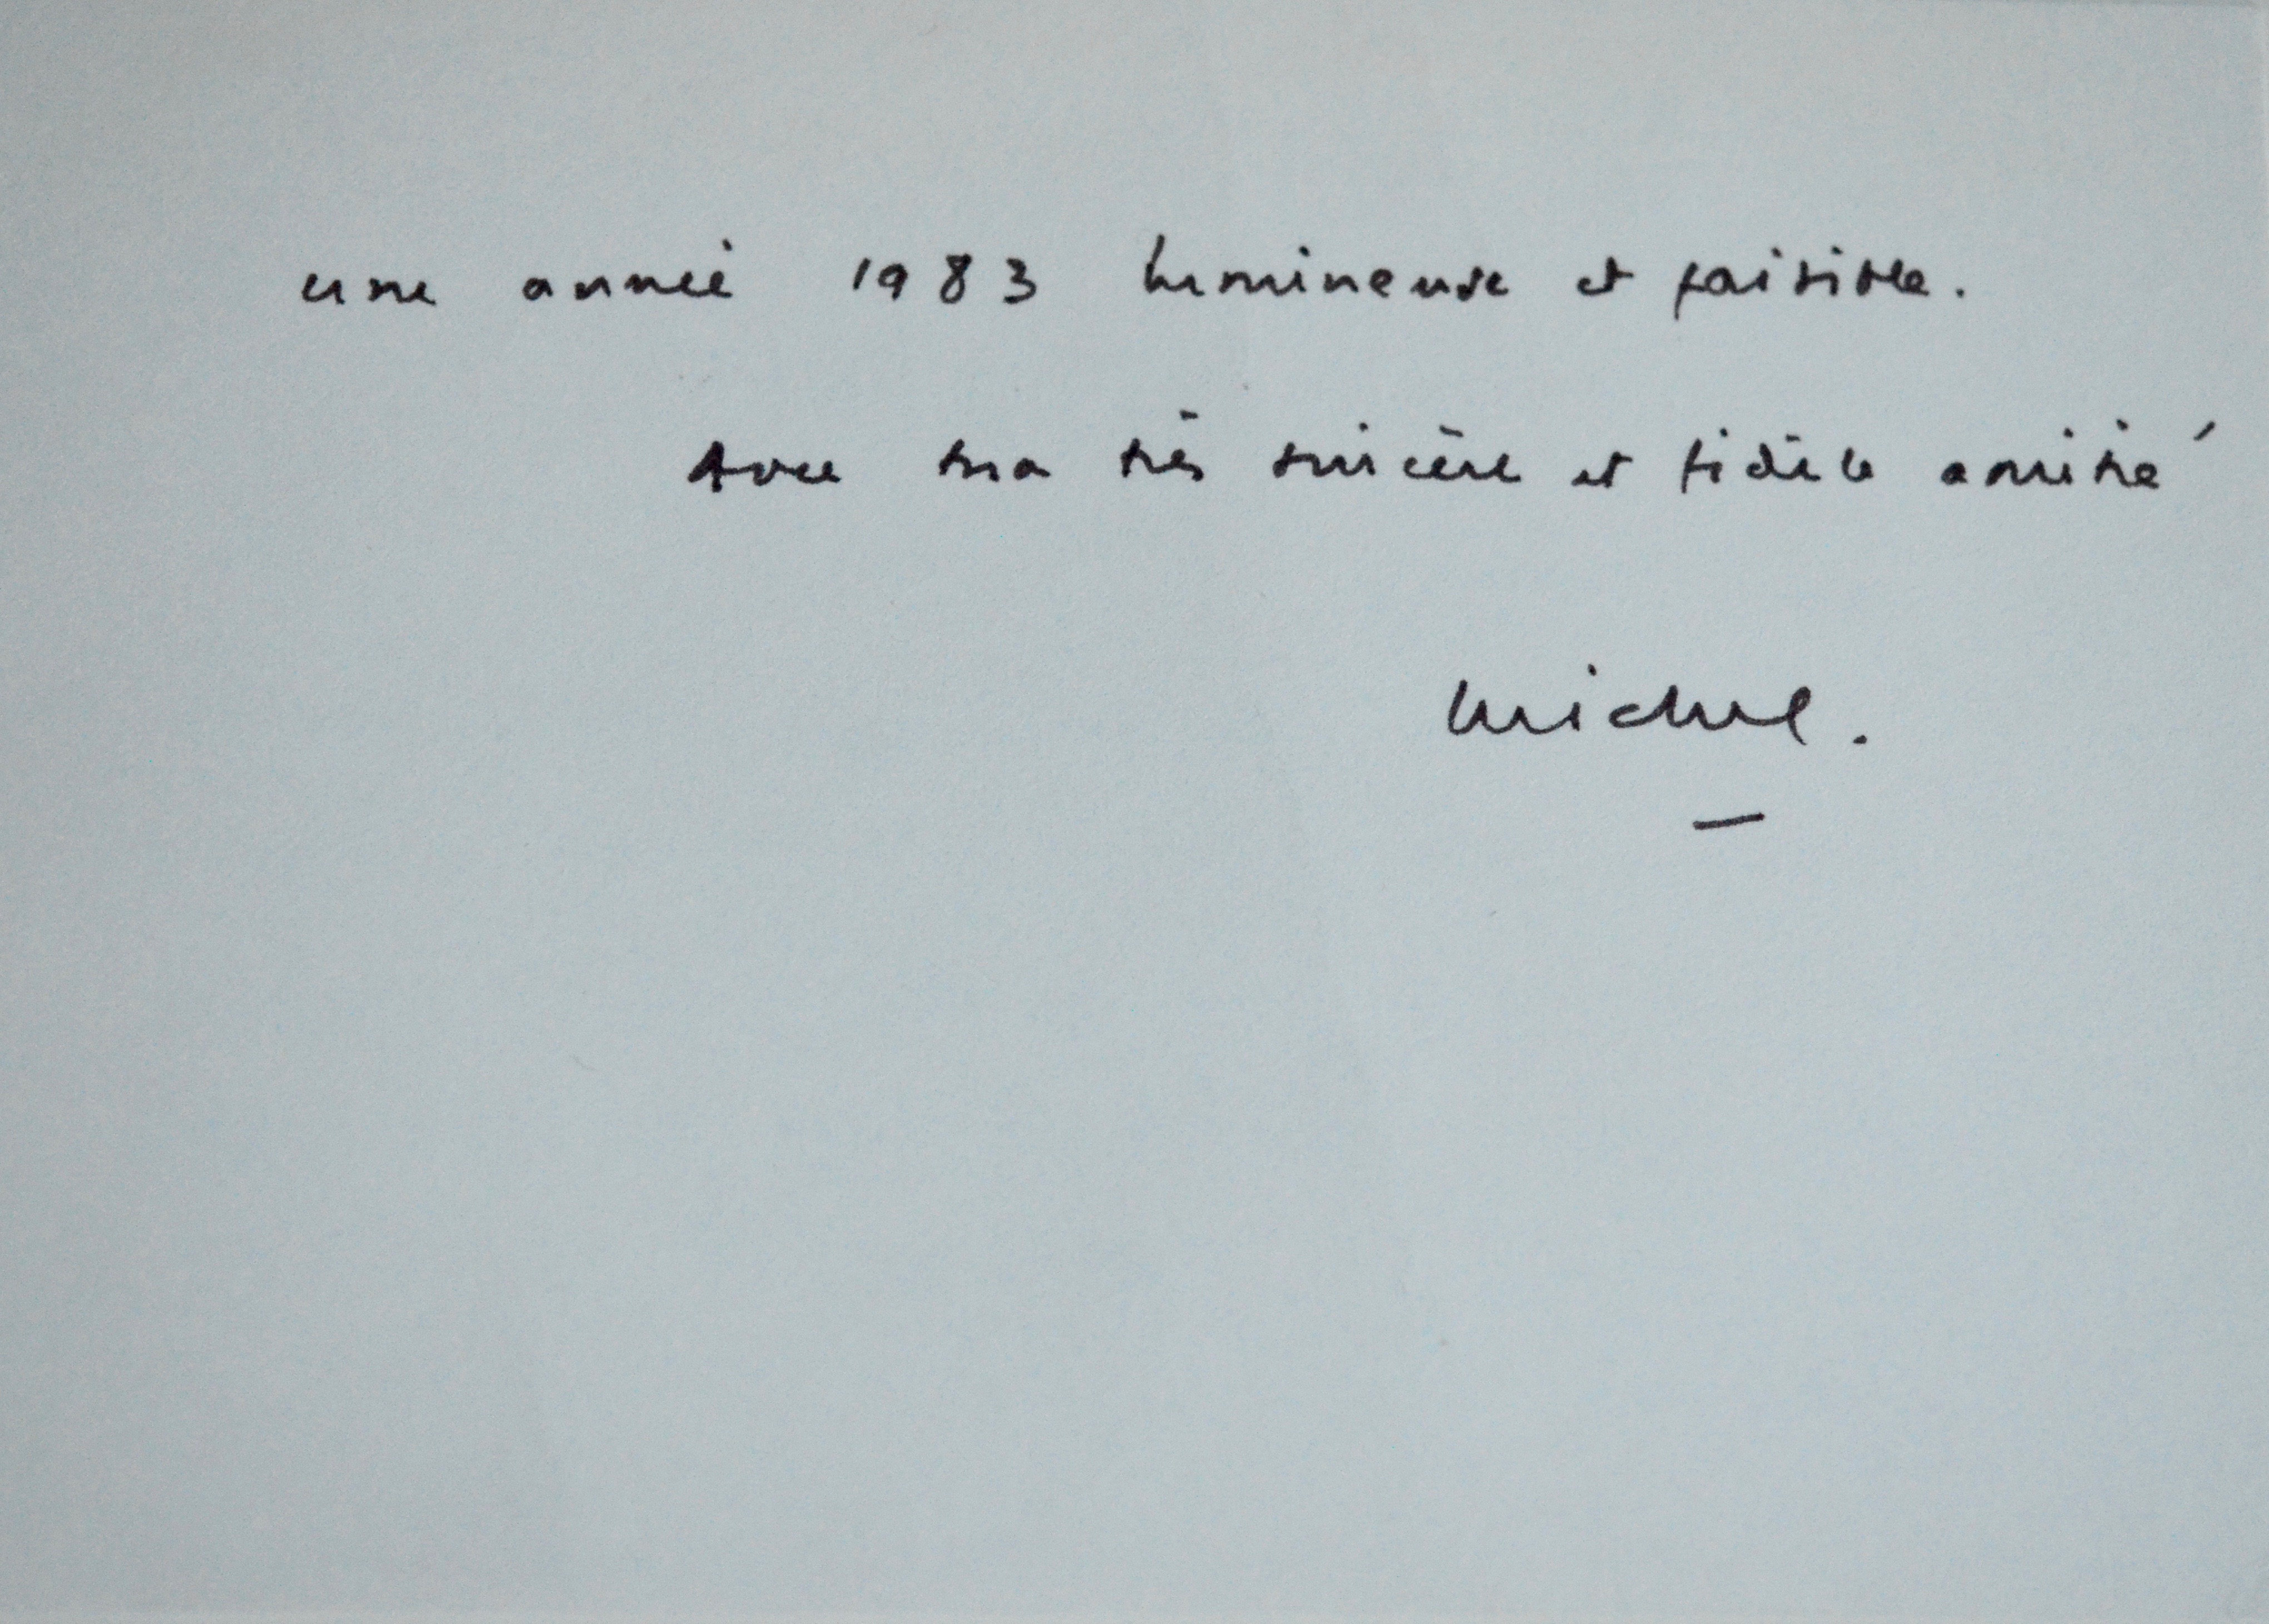 une année 1983 lumineuse et paisible.
Avec ma très sincère et fidèle amitié
Michel.